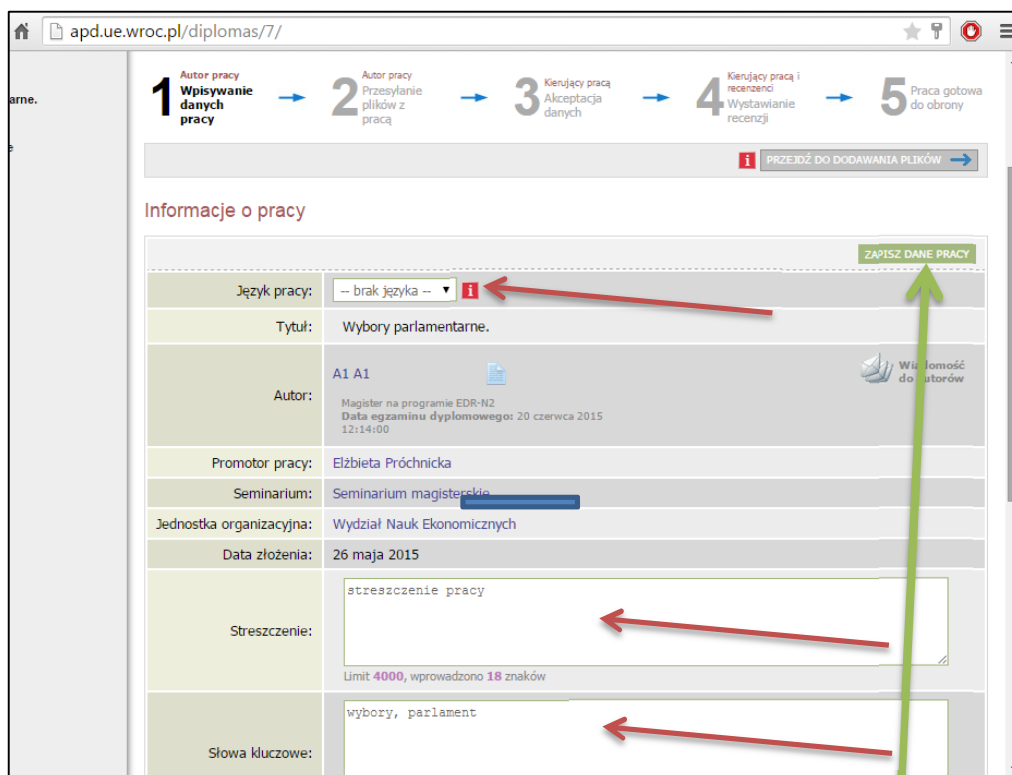 apd.ue.wroc.pl/diplomas/7/
arne.
e
1 Autor pracy
Wpisywanie
danych
pracy
2 Autor pracy
Przesyłanie
plików z
pracą
3 Kierujący pracą
Akceptacja
danych
4 Kierujący pracą i
recenzenci
Wystawianie
recenzji
5 Praca gotowa
do obrony
i PRZEJDŹ DO DODAWANIA PLIKÓW
Informacje o pracy
ZAPISZ DANE PRACY
Język pracy: -- brak języka -- i
Tytuł: Wybory parlamentarne.
Autor: A1 A1
Wiadomość
do autorów
Magister na programie EDR-N2
Data egzaminu dyplomowego: 20 czerwca 2015
12:14:00
Promotor pracy: Elżbieta Próchnicka
Seminarium: Seminarium magisterskie
Jednostka organizacyjna: Wydział Nauk Ekonomicznych
Data złożenia: 26 maja 2015
Streszczenie: streszczenie pracy
Limit 4000, wprowadzono 18 znaków
Słowa kluczowe: wybory, parlament